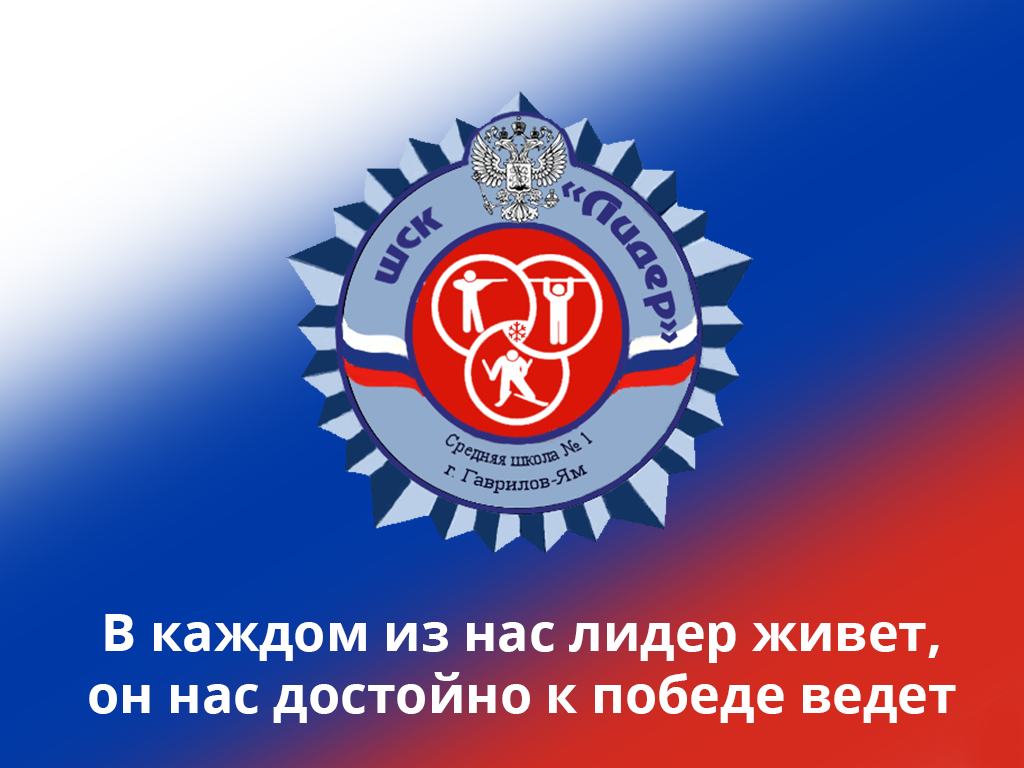 шск
«Лидер»
Средняя школа № 1
г. Гаврилов-Ям
В каждом из нас лидер живет,
он нас достойно к победе ведет